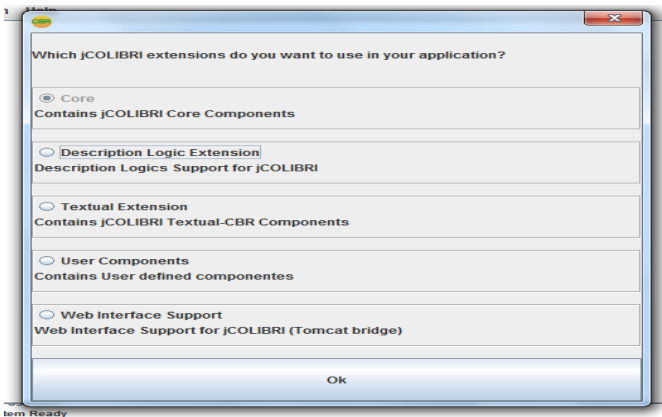 Help
CBR
Which jCOLIBRI extensions do you want to use in your application?
Core
Contains jCOLIBRI Core Components
Description Logic Extension
Description Logics Support for jCOLIBRI
Textual Extension
Contains jCOLIBRI Textual-CBR Components
User Components
Contains User defined componentes
Web Interface Support
Web Interface Support for jCOLIBRI (Tomcat bridge)
Ok
tem Ready